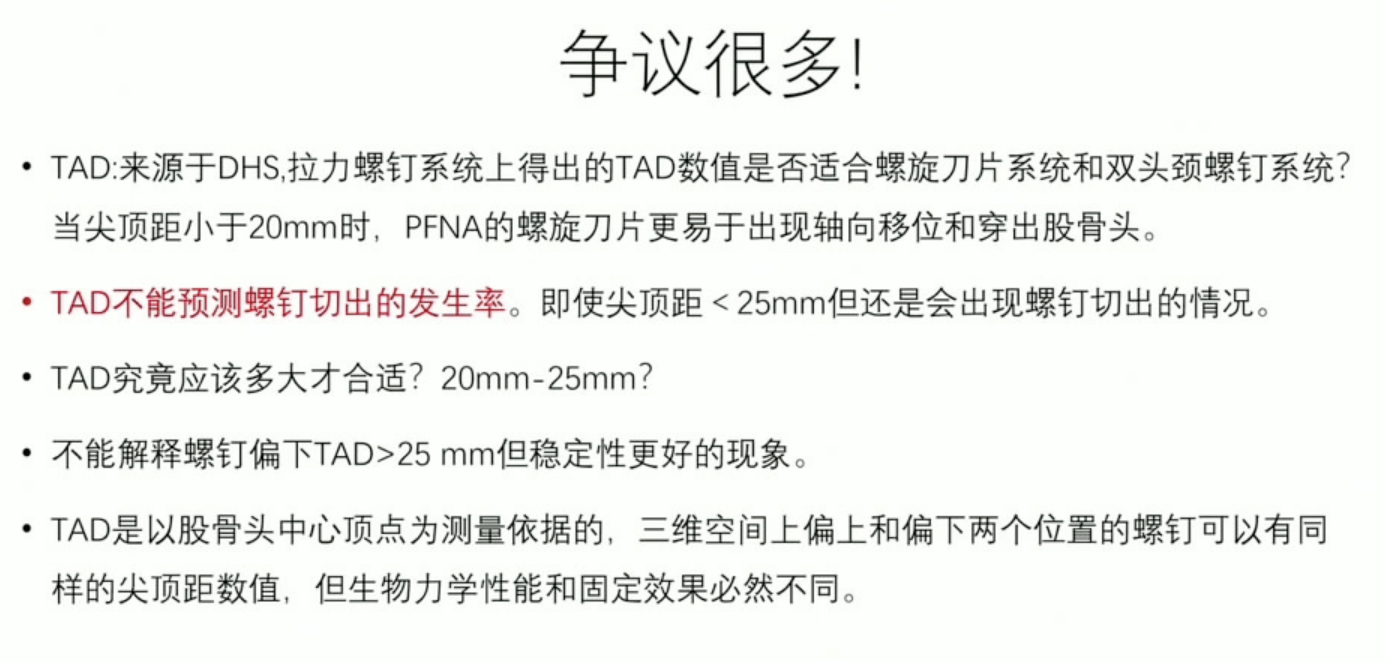 争议很多!
• TAD:来源于DHS,拉力螺钉系统上得出的TAD数值是否适合螺旋刀片系统和双头颈螺钉系统?
当尖顶距小于20mm时，PFNA的螺旋刀片更易于出现轴向移位和穿出股骨头。
• TAD不能预测螺钉切出的发生率。即使尖顶距＜25mm但还是会出现螺钉切出的情况。
• TAD究竟应该多大才合适？20mm-25mm？
• 不能解释螺钉偏下TAD>25 mm但稳定性更好的现象。
• TAD是以股骨头中心顶点为测量依据的，三维空间上偏上和偏下两个位置的螺钉可以有同
样的尖顶距数值，但生物力学性能和固定效果必然不同。